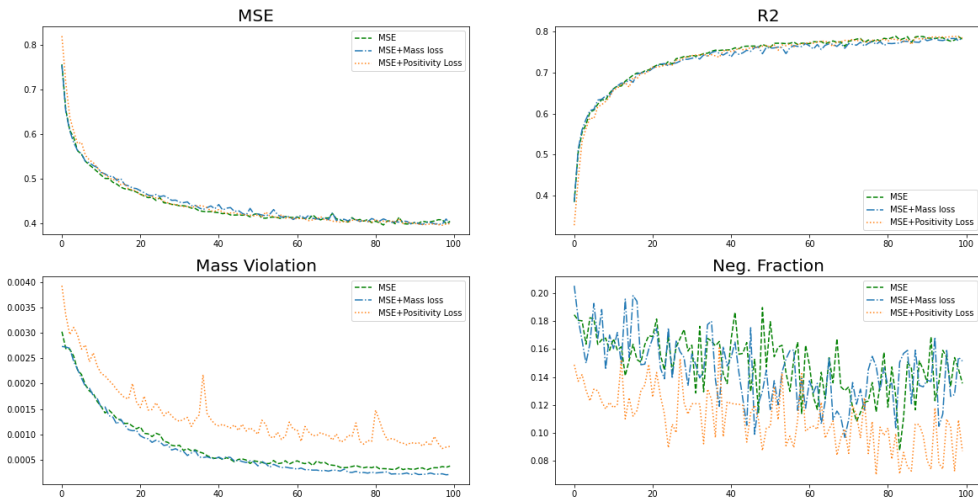 MSE
0.8
0.7
0.6
0.5
0.4
0 20 40 60 80 100
MSE
MSE+Mass loss
MSE+Positivity Loss
R2
0.8
0.7
0.6
0.5
0.4
0 20 40 60 80 100
MSE
MSE+Mass loss
MSE+Positivity Loss
Mass Violation
0.0040
0.0035
0.0030
0.0025
0.0020
0.0015
0.0010
0.0005
0 20 40 60 80 100
MSE
MSE+Mass loss
MSE+Positivity Loss
Neg. Fraction
0.20
0.18
0.16
0.14
0.12
0.10
0.08
0 20 40 60 80 100
MSE
MSE+Mass loss
MSE+Positivity Loss